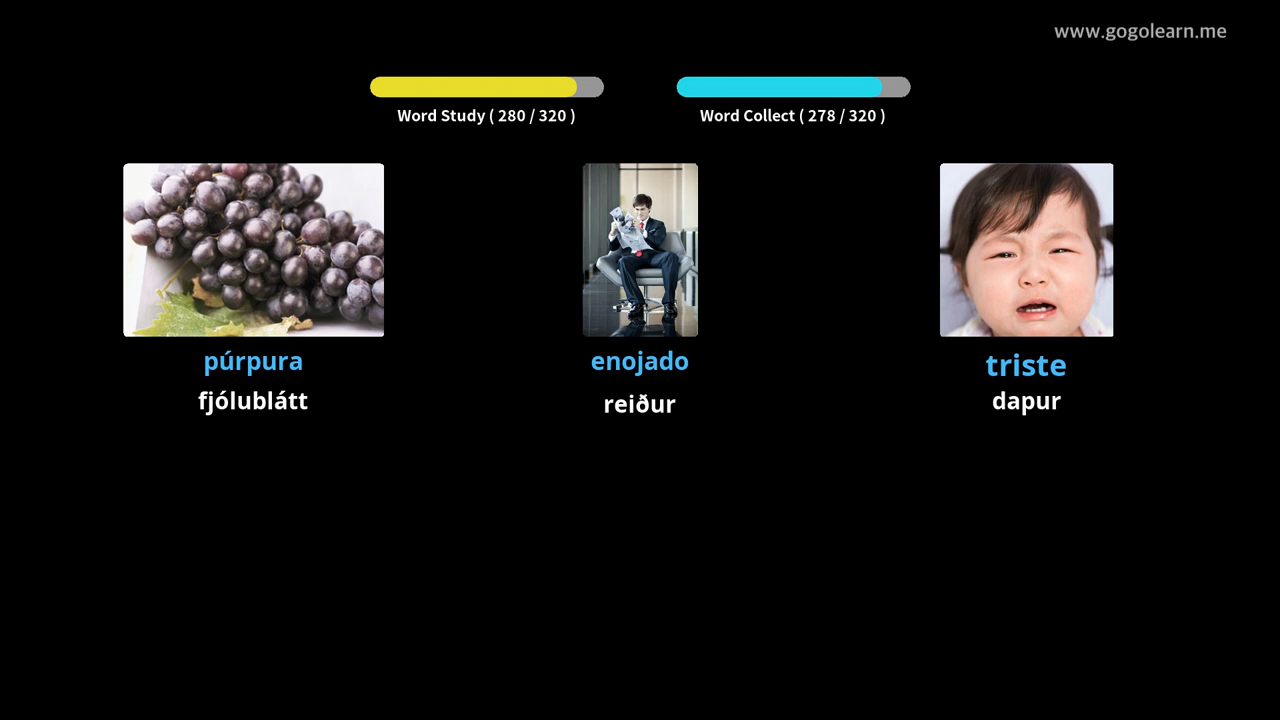 www.gogolearn.me
Word Study ( 280 / 320 )
Word Collect ( 278 / 320 )
púrpura
enojado
triste
fjólublátt
reiður
dapur